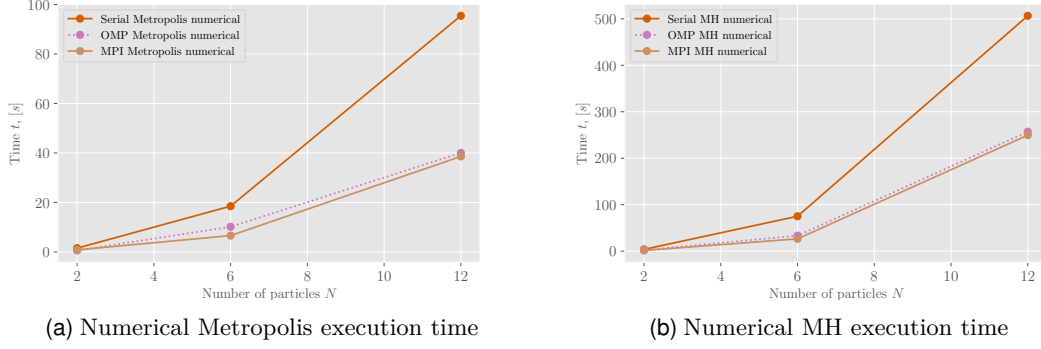 100
80
60
40
20
0
Time t, [s]
Serial Metropolis numerical
OMP Metropolis numerical
MPI Metropolis numerical
2 4 6 8 10 12
Number of particles N
(a) Numerical Metropolis execution time
500
400
300
200
100
0
Time t, [s]
Serial MH numerical
OMP MH numerical
MPI MH numerical
2 4 6 8 10 12
Number of particles N
(b) Numerical MH execution time